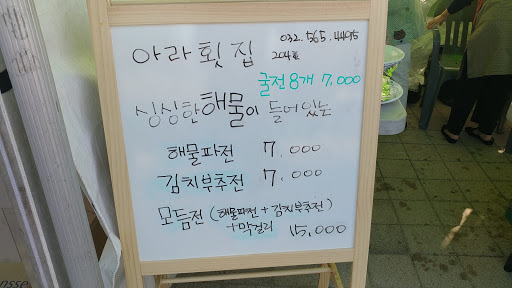 아라횟집 032.565.4495
204호
굴전 8개 7,000
싱싱한 해물이 들어있는
해물파전 7,000
김치부추전 7,000
모듬전 (해물파전 + 김치부추전)
+ 막걸리 15,000